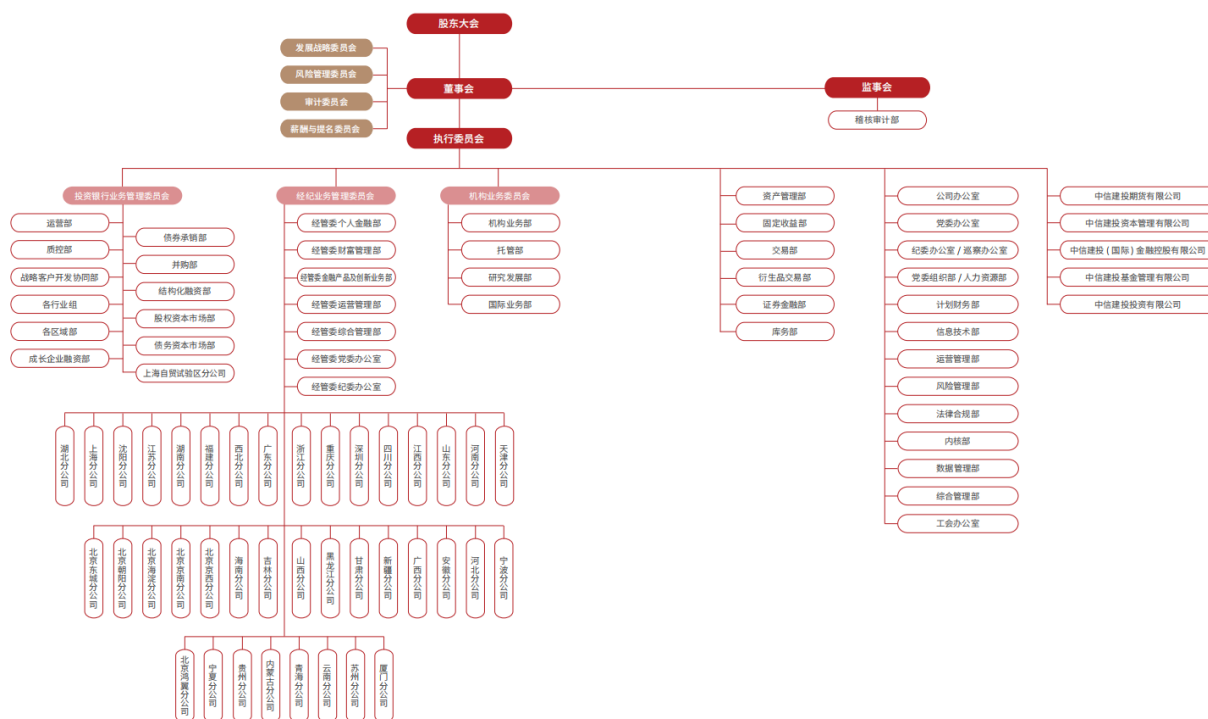 股东大会
发展战略委员会
风险管理委员会
审计委员会
薪酬与提名委员会
董事会
监事会
稽核审计部
执行委员会
投资银行业务管理委员会
运营部
质控部
战略客户开发协同部
各行业组
各区域部
成长企业融资部
债券承销部
并购部
结构化融资部
股权资本市场部
债务资本市场部
上海自贸试验区分公司
经纪业务管理委员会
经管委个人金融部
经管委财富管理部
经管委金融产品及创新业务部
经管委运营管理部
经管委综合管理部
经管委党委办公室
经管委纪委办公室
机构业务委员会
机构业务部
托管部
研究发展部
国际业务部
资产管理部
固定收益部
交易部
衍生品交易部
证券金融部
库务部
公司办公室
党委办公室
纪委办公室 / 巡察办公室
党委组织部 / 人力资源部
计划财务部
信息技术部
运营管理部
风险管理部
法律合规部
内核部
数据管理部
综合管理部
工会办公室
中信建投期货有限公司
中信建投资本管理有限公司
中信建投 ( 国际 ) 金融控股有限公司
中信建投基金管理有限公司
中信建投投资有限公司
湖北分公司
上海分公司
沈阳分公司
江苏分公司
湖南分公司
福建分公司
西北分公司
广东分公司
浙江分公司
重庆分公司
深圳分公司
四川分公司
江西分公司
山东分公司
河南分公司
天津分公司
北京东城分公司
北京朝阳分公司
北京海淀分公司
北京京南分公司
北京京西分公司
海南分公司
吉林分公司
山西分公司
黑龙江分公司
甘肃分公司
新疆分公司
广西分公司
安徽分公司
河北分公司
宁波分公司
北京鸿翼分公司
宁夏分公司
贵州分公司
内蒙古分公司
青海分公司
云南分公司
苏州分公司
厦门分公司